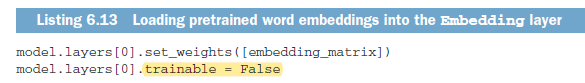 Listing 6.13 Loading pretrained word embeddings into the Embedding layer
model.layers[0].set_weights([embedding_matrix])
model.layers[0].trainable = False